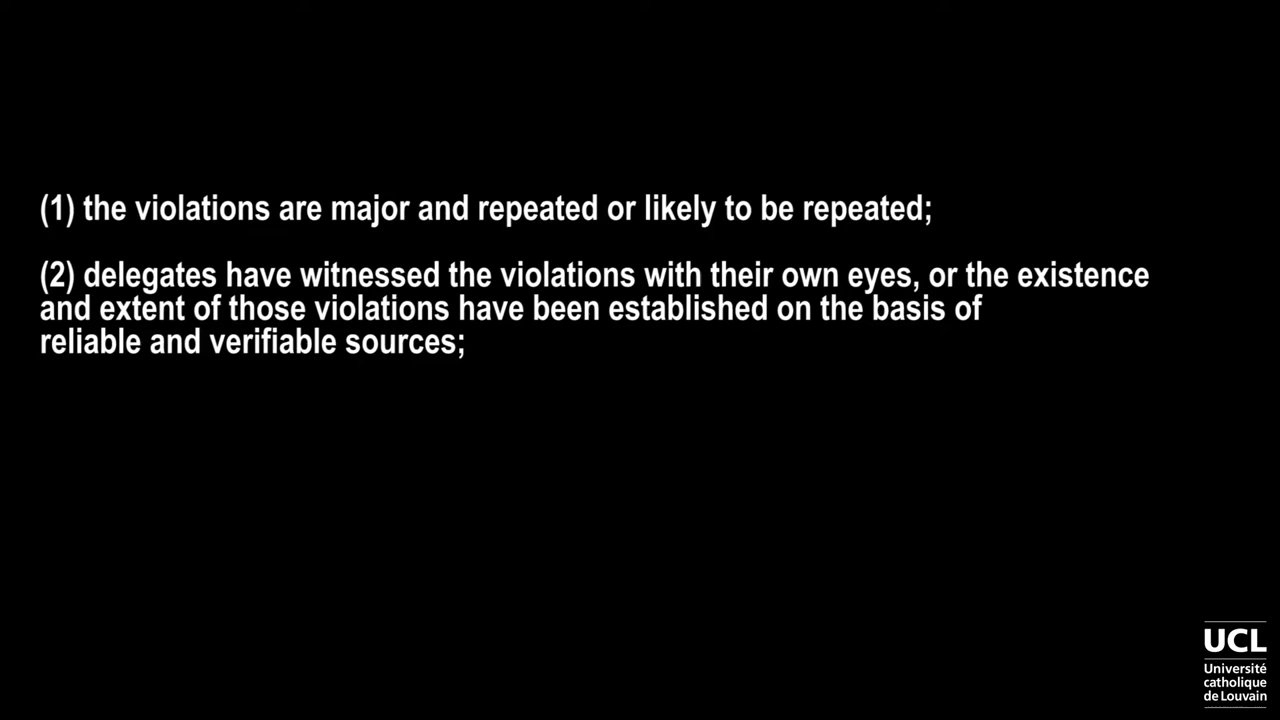 (1) the violations are major and repeated or likely to be repeated;
(2) delegates have witnessed the violations with their own eyes, or the existence
and extent of those violations have been established on the basis of
reliable and verifiable sources;
UCL
Université
catholique
de Louvain